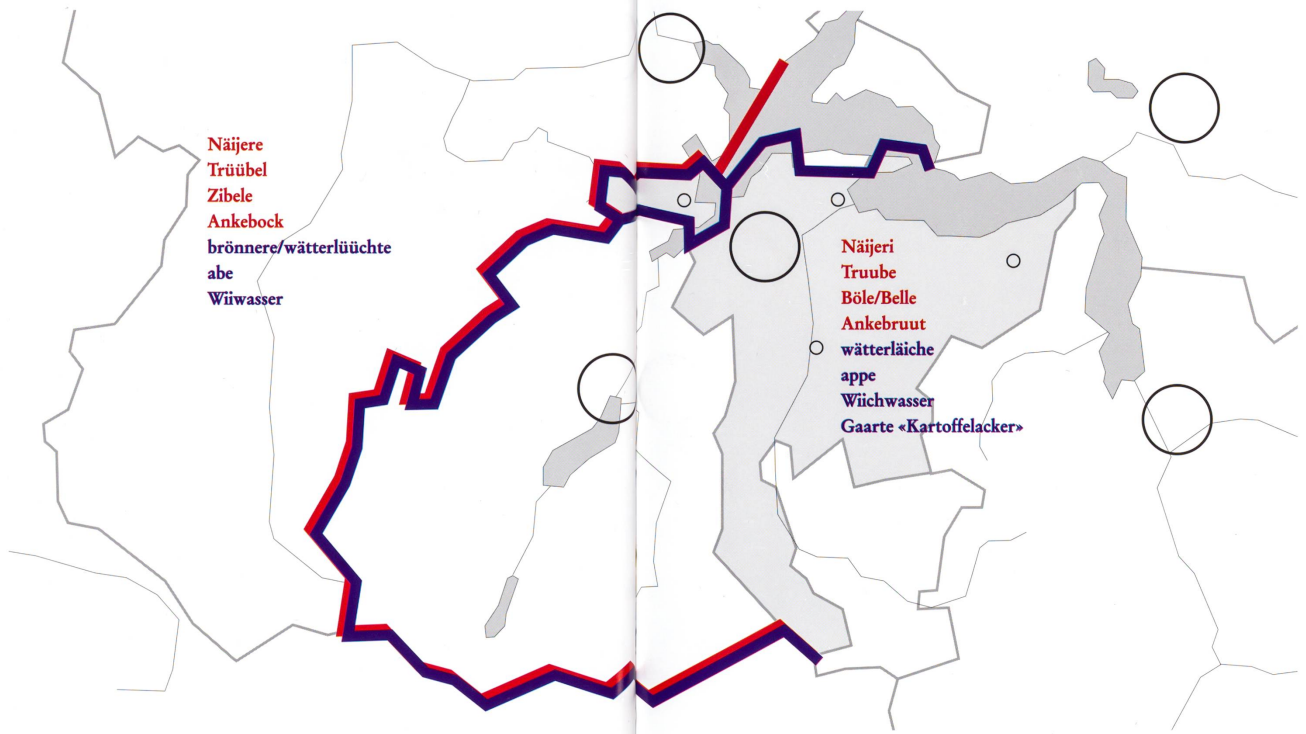 Näijere
Trüübel
Zibele
Ankebock
brönnere/wätterlüüchte
abe
Wiiwasser
Näijeri
Truube
Böle/Belle
Ankebruut
wätterläiche
appe
Wiichwasser
Gaarte «Kartoffelacker»